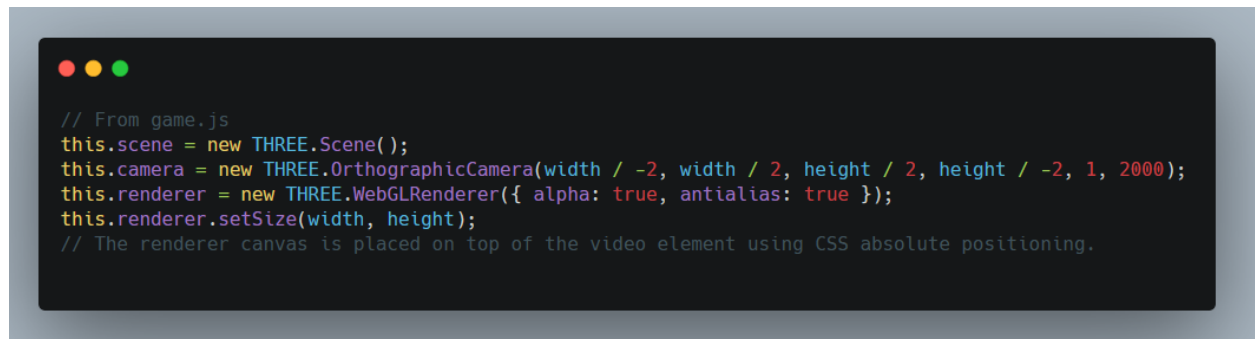 // From game.js
this.scene = new THREE.Scene();
this.camera = new THREE.OrthographicCamera(width / -2, width / 2, height / 2, height / -2, 1, 2000);
this.renderer = new THREE.WebGLRenderer({ alpha: true, antialias: true });
this.renderer.setSize(width, height);
// The renderer canvas is placed on top of the video element using CSS absolute positioning.